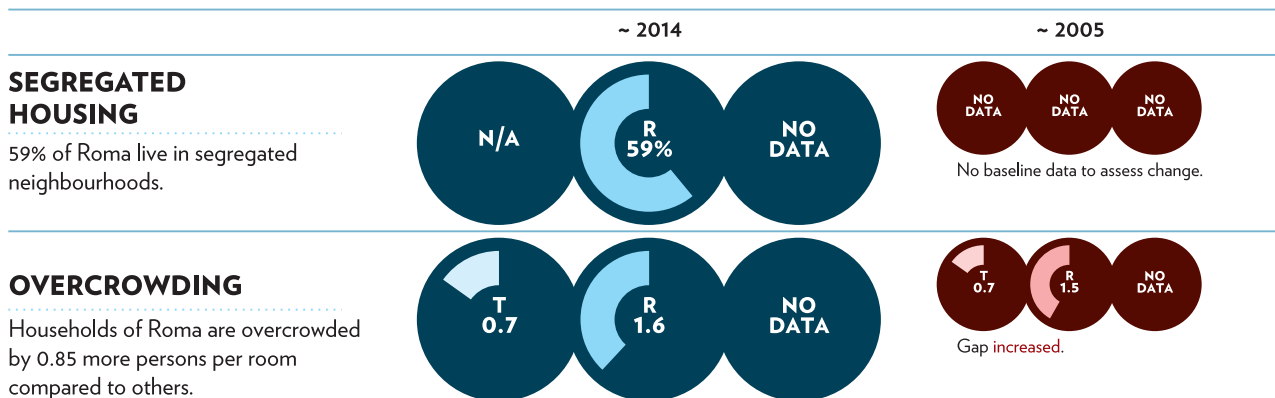 ~ 2014
~ 2005
SEGREGATED
HOUSING
59% of Roma live in segregated
neighbourhoods.
N/A
R
59%
NO
DATA
NO
DATA
NO
DATA
NO
DATA
No baseline data to assess change.
OVERCROWDING
Households of Roma are overcrowded
by 0.85 more persons per room
compared to others.
T
0.7
R
1.6
NO
DATA
T
0.7
R
1.5
NO
DATA
Gap increased.